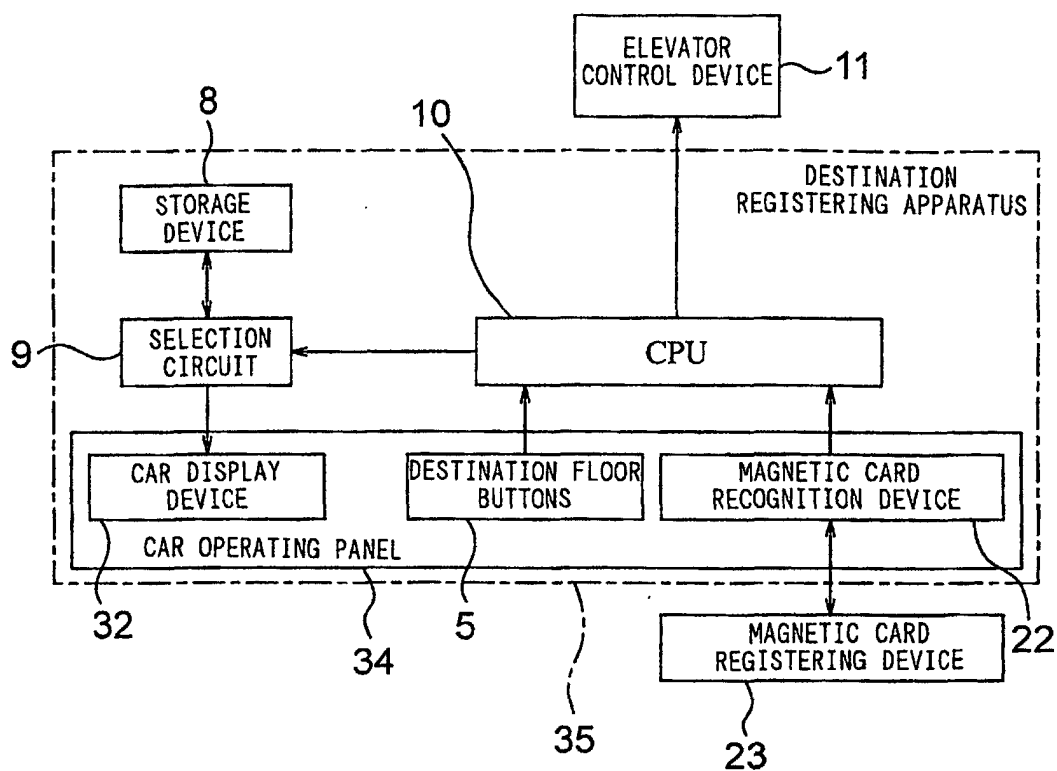 ELEVATOR
CONTROL DEVICE
11
8
10
STORAGE
DEVICE
DESTINATION
REGISTERING APPARATUS
9
SELECTION
CIRCUIT
CPU
CAR DISPLAY
DEVICE
DESTINATION FLOOR
BUTTONS
MAGNETIC CARD
RECOGNITION DEVICE
CAR OPERATING PANEL
32
34
5
22
MAGNETIC CARD
REGISTERING DEVICE
35
23